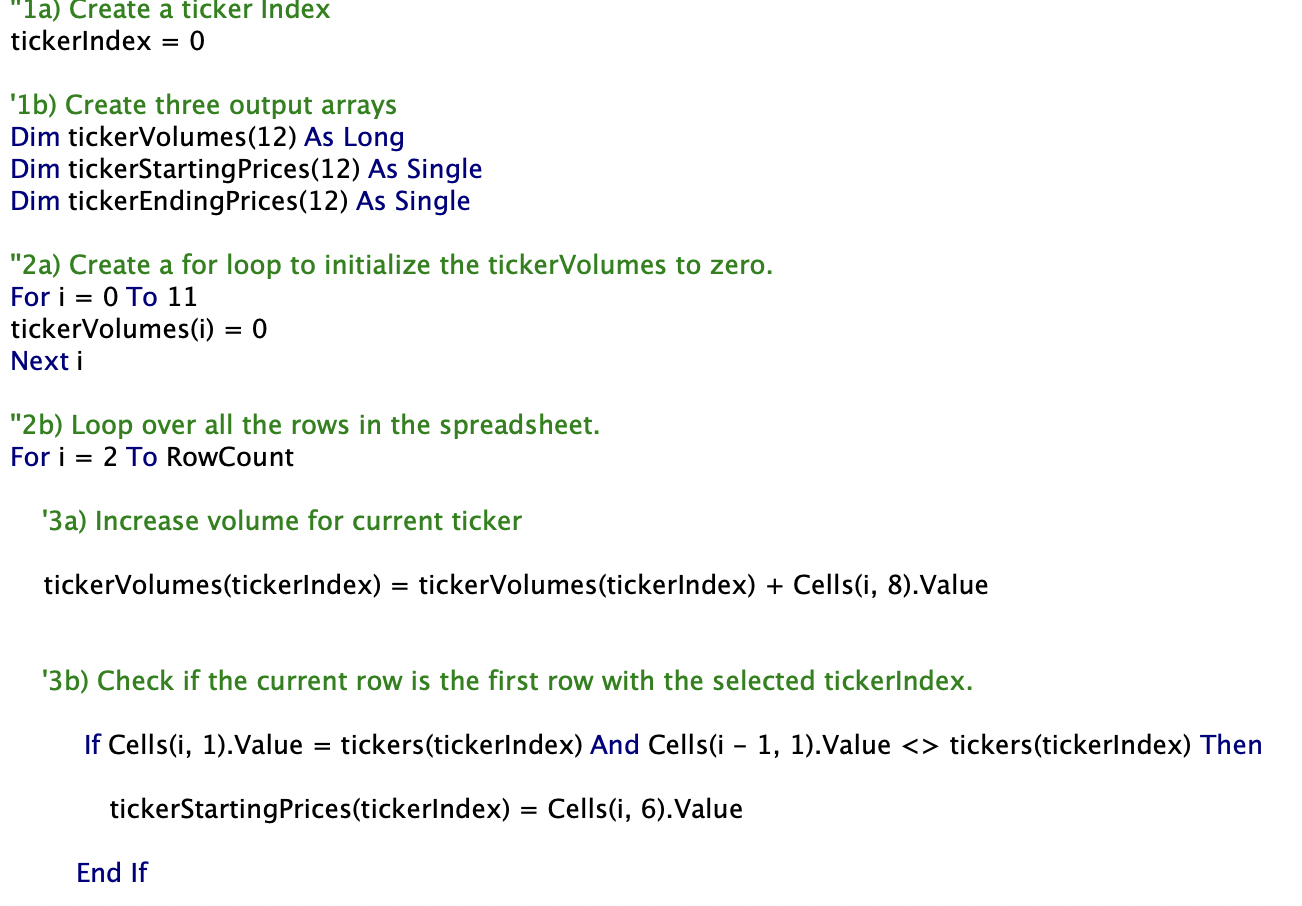 "1a) Create a ticker Index
tickerIndex = 0
'1b) Create three output arrays
Dim tickerVolumes(12) As Long
Dim tickerStartingPrices(12) As Single
Dim tickerEndingPrices(12) As Single
"2a) Create a for loop to initialize the tickerVolumes to zero.
For i = 0 To 11
tickerVolumes(i) = 0
Next i
"2b) Loop over all the rows in the spreadsheet.
For i = 2 To RowCount
'3a) Increase volume for current ticker
tickerVolumes(tickerIndex) = tickerVolumes(tickerIndex) + Cells(i, 8).Value
'3b) Check if the current row is the first row with the selected tickerIndex.
If Cells(i, 1).Value = tickers(tickerIndex) And Cells(i - 1, 1).Value <> tickers(tickerIndex) Then
tickerStartingPrices(tickerIndex) = Cells(i, 6).Value
End If